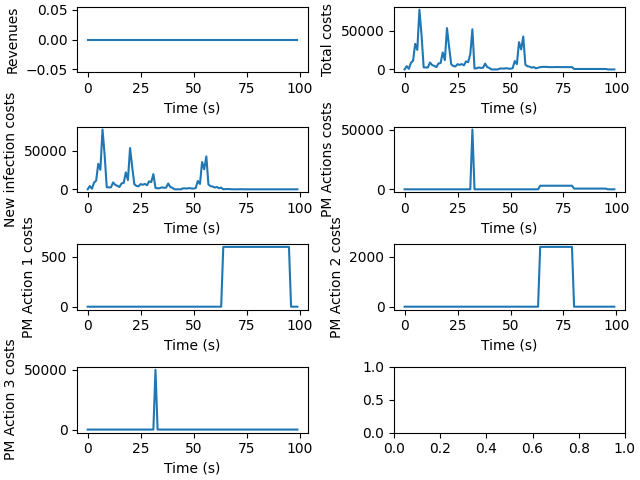 Revenues
0.05
0.00
−0.05
0 25 50 75 100
Time (s)
Total costs
50000
0
0 25 50 75 100
Time (s)
New infection costs
50000
0
0 25 50 75 100
Time (s)
PM Actions costs
50000
0
0 25 50 75 100
Time (s)
PM Action 1 costs
500
0
0 25 50 75 100
Time (s)
PM Action 2 costs
2000
0
0 25 50 75 100
Time (s)
PM Action 3 costs
50000
0
0 25 50 75 100
Time (s)
1.0
0.5
0.0
0.0 0.2 0.4 0.6 0.8 1.0